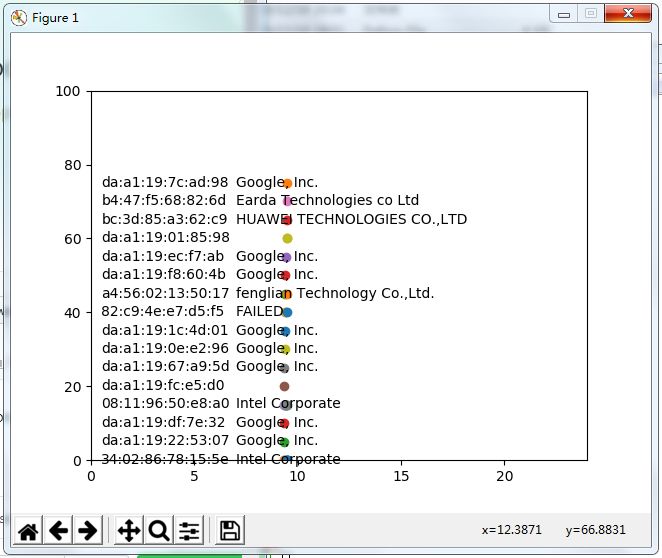 Figure 1
100
80
60
40
20
0
da:a1:19:7c:ad:98 Google, Inc.
b4:47:f5:68:82:6d Earda Technologies co Ltd
bc:3d:85:a3:62:c9 HUAWEI TECHNOLOGIES CO.,LTD
da:a1:19:01:85:98
da:a1:19:ec:f7:ab Google, Inc.
da:a1:19:f8:60:4b Google, Inc.
a4:56:02:13:50:17 fenglian Technology Co.,Ltd.
82:c9:4e:e7:d5:f5 FAILED
da:a1:19:1c:4d:01 Google, Inc.
da:a1:19:0e:e2:96 Google, Inc.
da:a1:19:67:a9:5d Google, Inc.
da:a1:19:fc:e5:d0
08:11:96:50:e8:a0 Intel Corporate
da:a1:19:df:7e:32 Google, Inc.
da:a1:19:22:53:07 Google, Inc.
34:02:86:78:15:5e Intel Corporate
0 5 10 15 20
x=12.3871 y=66.8831